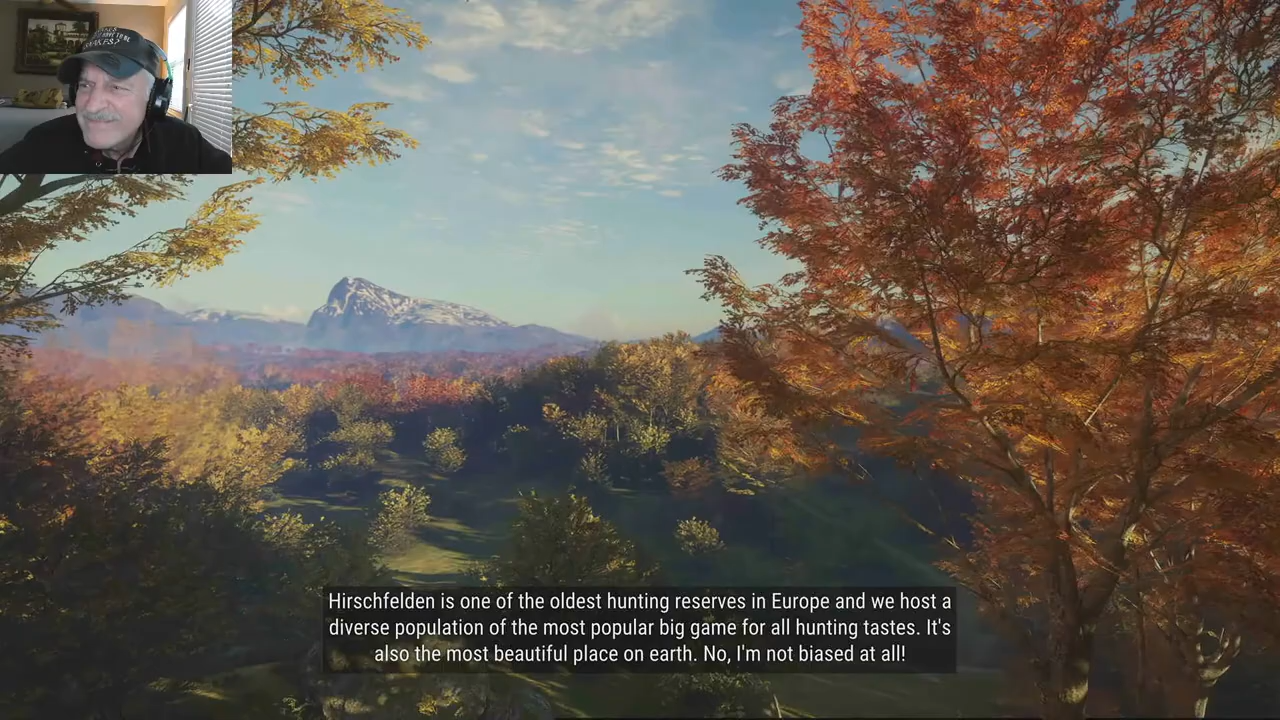 Hirschfelden is one of the oldest hunting reserves in Europe and we host a
diverse population of the most popular big game for all hunting tastes. It's
also the most beautiful place on earth. No, I'm not biased at all!